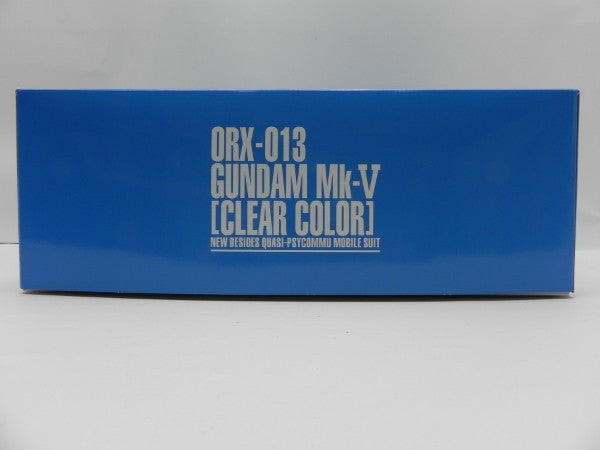 ORX-013
GUNDAM Mk-V
[CLEAR COLOR]
NEW DESIDES QUASI-PSYCOMMU MOBILE SUIT